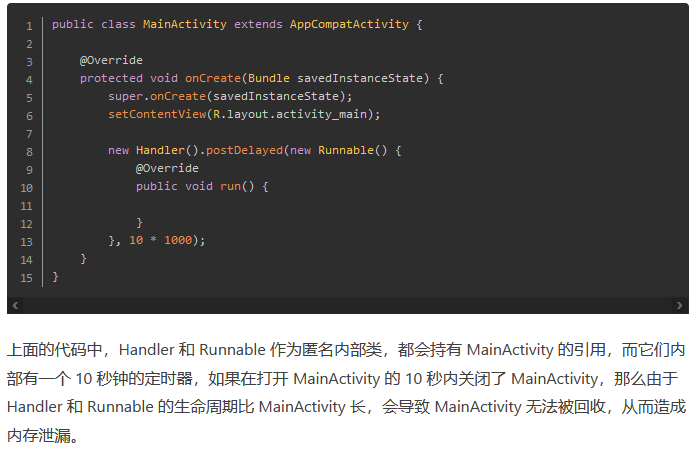 1 public class MainActivity extends AppCompatActivity {
2
3     @Override
4     protected void onCreate(Bundle savedInstanceState) {
5         super.onCreate(savedInstanceState);
6         setContentView(R.layout.activity_main);
7
8         new Handler().postDelayed(new Runnable() {
9             @Override
10             public void run() {
11
12             }
13         }, 10 * 1000);
14     }
15 }
上面的代码中，Handler 和 Runnable 作为匿名内部类，都会持有 MainActivity 的引用，而它们内
部有一个 10 秒钟的定时器，如果在打开 MainActivity 的 10 秒内关闭了 MainActivity，那么由于
Handler 和 Runnable 的生命周期比 MainActivity 长，会导致 MainActivity 无法被回收，从而造成
内存泄漏。